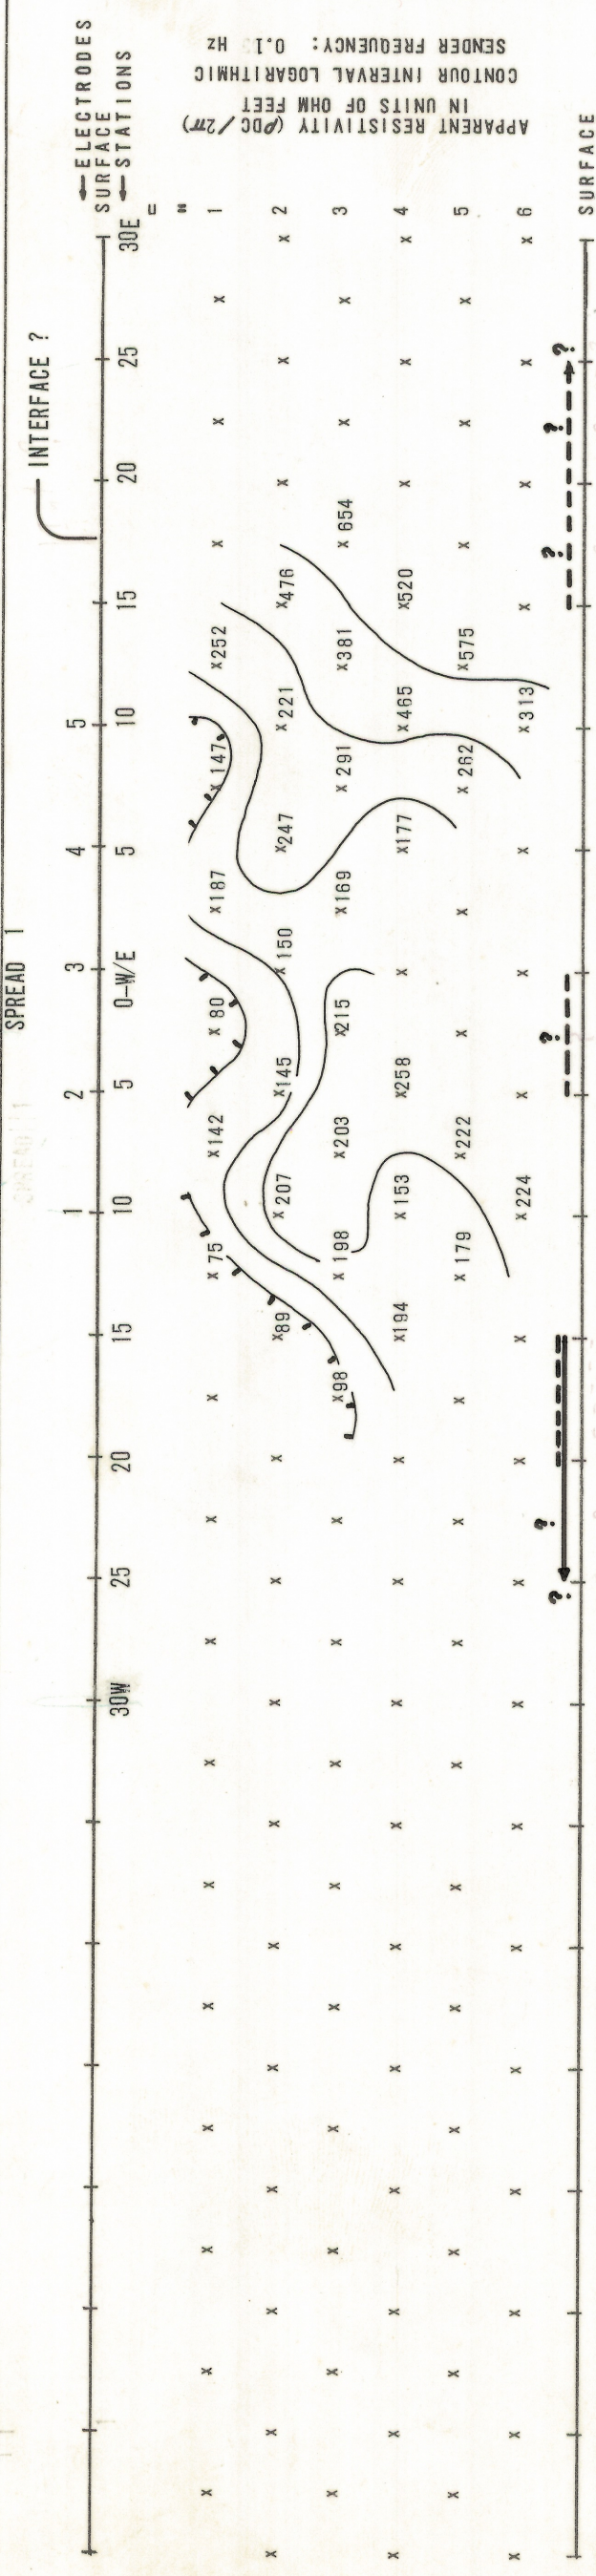 SPREAD 1
INTERFACE ?
← ELECTRODES
SURFACE
← STATIONS
1 2 3 4 5
30W 25 20 15 10 5 0-W/E 5 10 15 20 25 30E
n =
1
75 142 80 187 147 252
2
89 207 145 150 247 221 476
3
98 198 203 215 169 291 381 654
4
194 153 258 177 465 520
5
179 222 262 575
6
224 313
APPARENT RESISTIVITY (ρDC/2π)
IN UNITS OF OHM FEET
CONTOUR INTERVAL LOGARITHMIC
SENDER FREQUENCY: 0.1 HZ
? ? ? ? ? ?
SURFACE